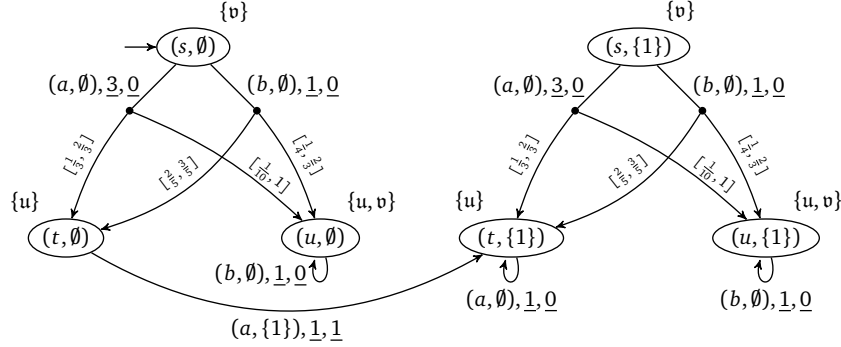 {𝔳} {𝔳}
(s, ∅) (s, {1})
(a, ∅), 3, 0 (b, ∅), 1, 0 (a, ∅), 3, 0 (b, ∅), 1, 0
[1/3, 2/3] [2/5, 3/5] [1/10, 1] [1/4, 2/3] [1/3, 2/3] [2/5, 3/5] [1/10, 1] [1/4, 2/3]
{𝔲} {𝔲, 𝔳} {𝔲} {𝔲, 𝔳}
(t, ∅) (u, ∅) (t, {1}) (u, {1})
(b, ∅), 1, 0 (a, ∅), 1, 0 (b, ∅), 1, 0
(a, {1}), 1, 1